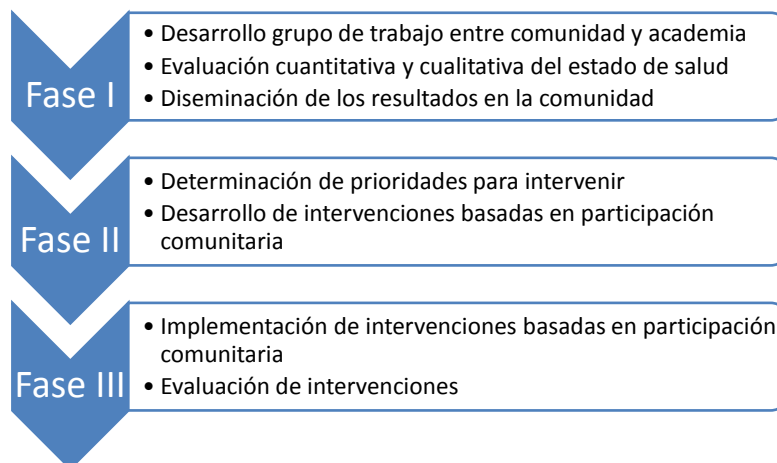 Fase I
• Desarrollo grupo de trabajo entre comunidad y academia
• Evaluación cuantitativa y cualitativa del estado de salud
• Diseminación de los resultados en la comunidad
Fase II
• Determinación de prioridades para intervenir
• Desarrollo de intervenciones basadas en participación
comunitaria
Fase III
• Implementación de intervenciones basadas en participación
comunitaria
• Evaluación de intervenciones